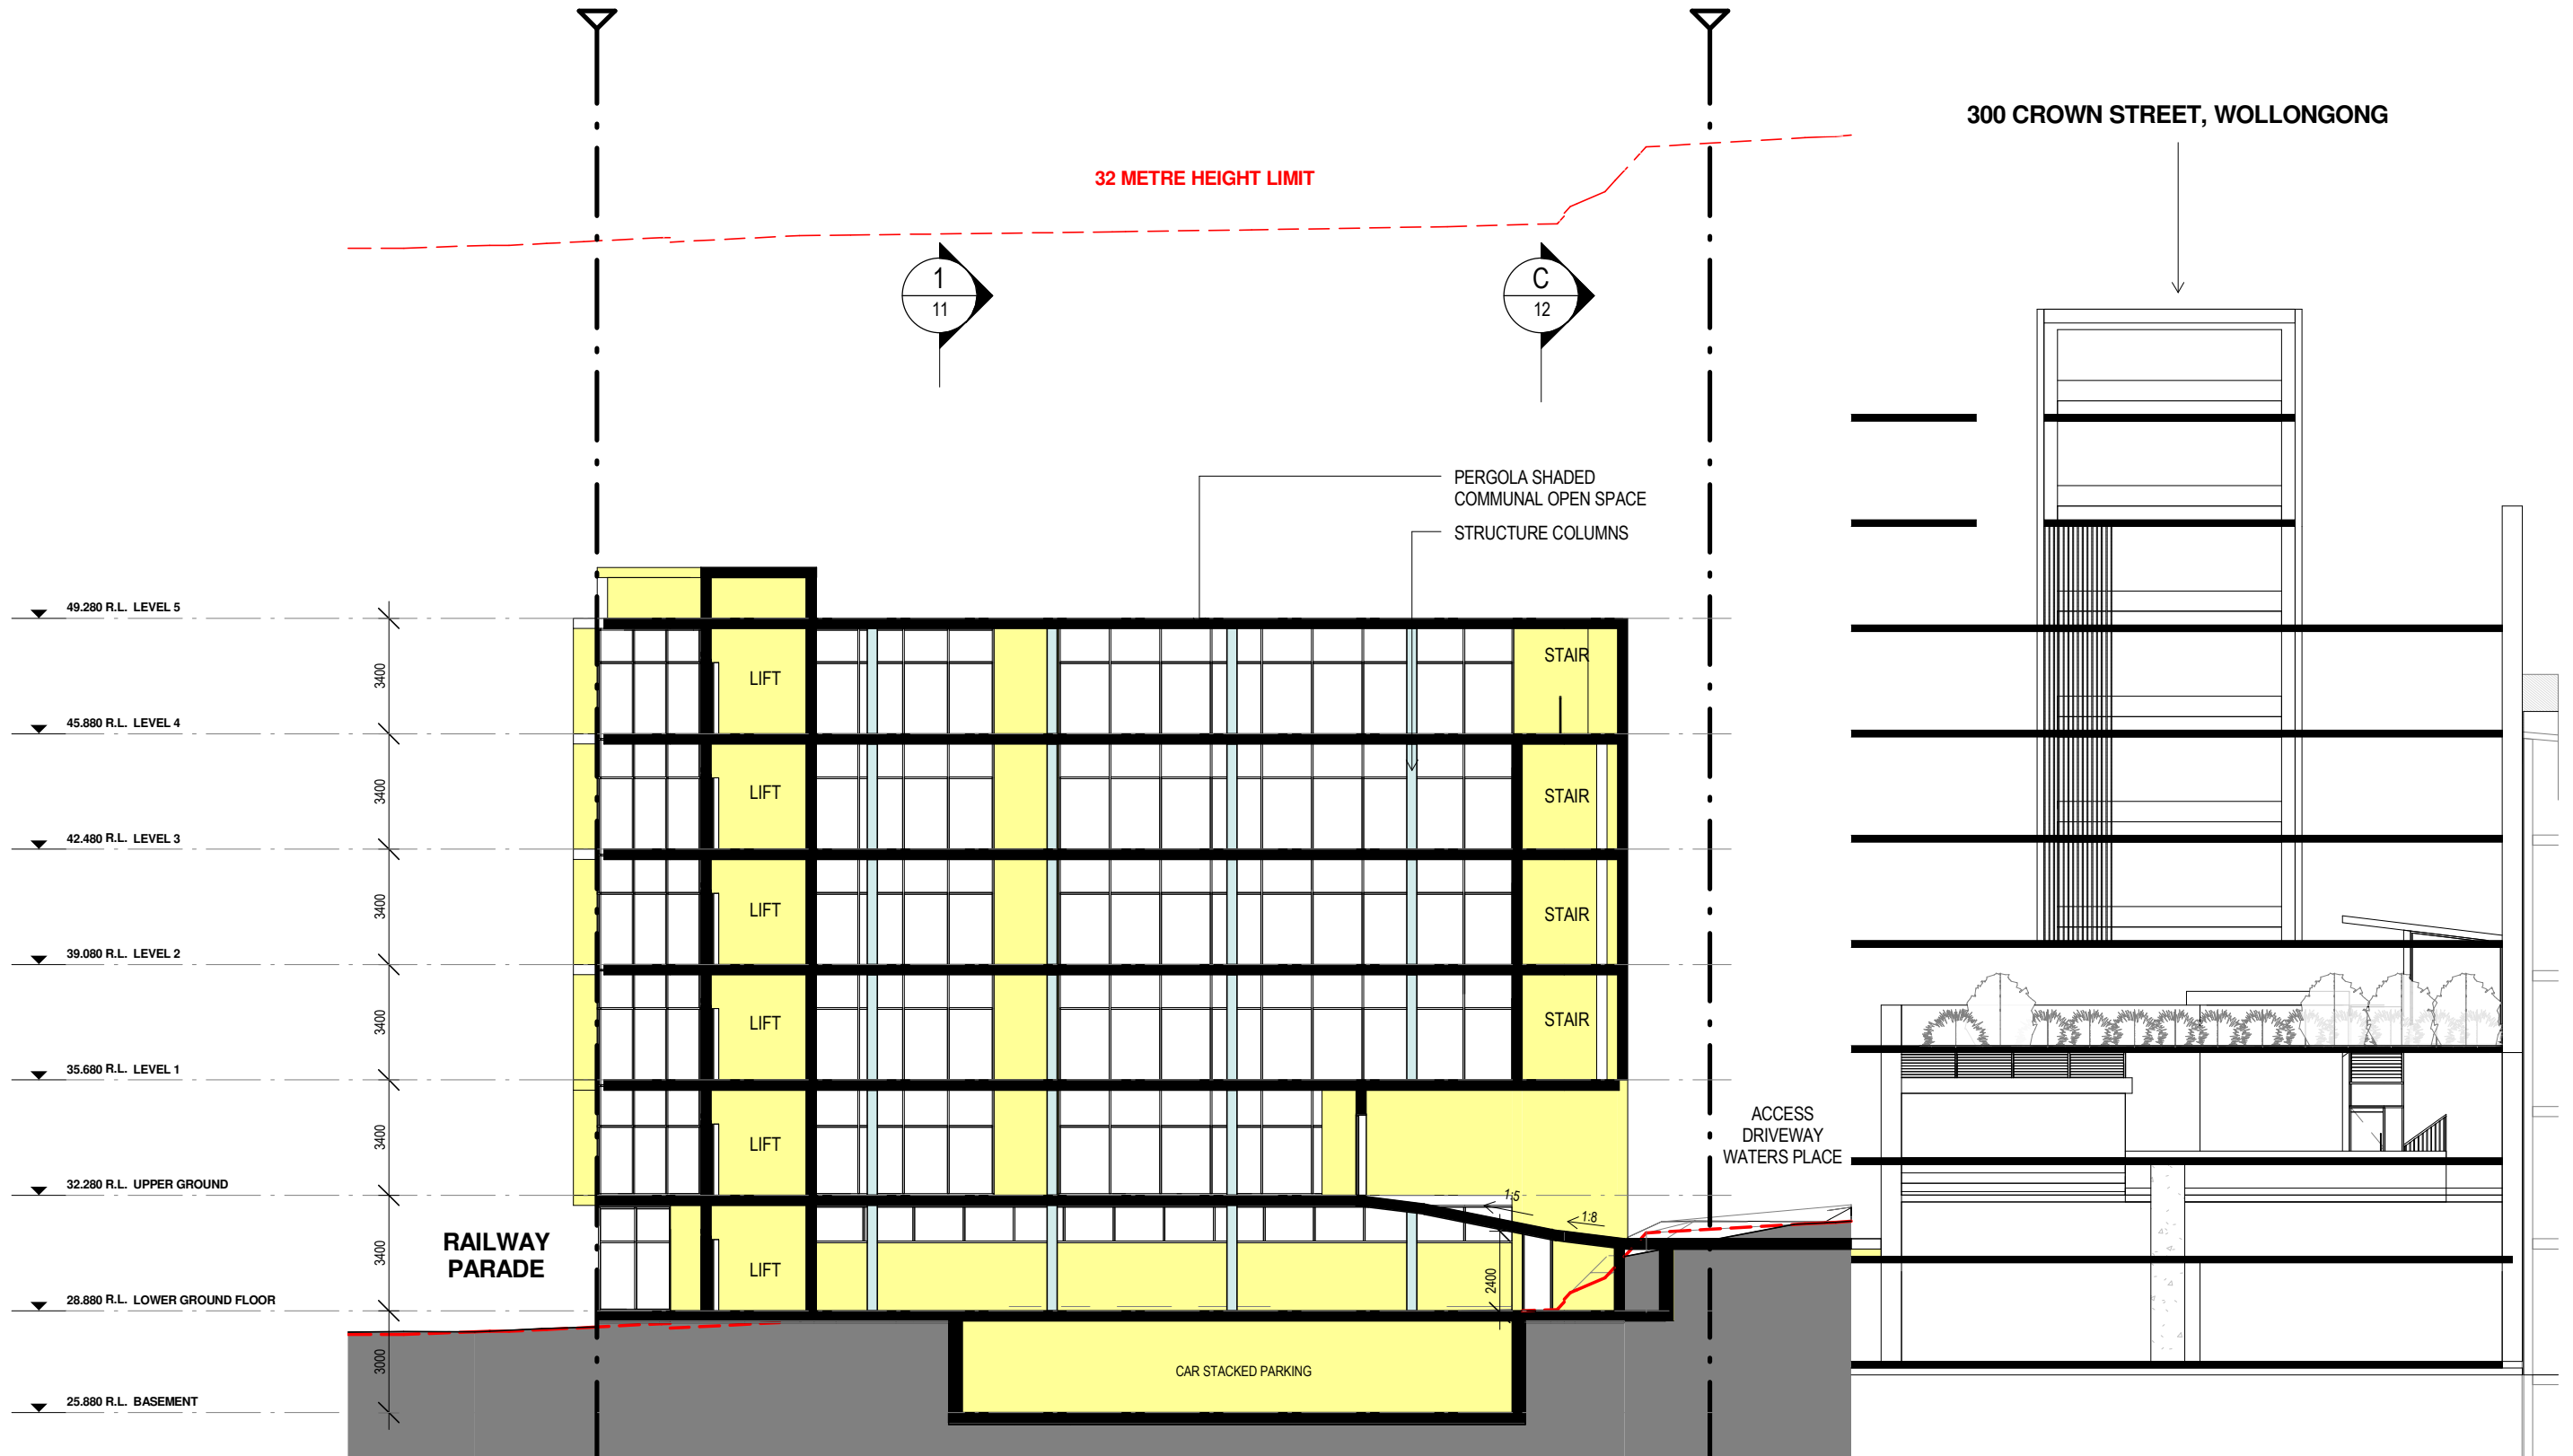 300 CROWN STREET, WOLLONGONG
32 METRE HEIGHT LIMIT
1
11
C
12
PERGOLA SHADED
COMMUNAL OPEN SPACE
STRUCTURE COLUMNS
49.280 R.L. LEVEL 5
3400
LIFT
STAIR
45.880 R.L. LEVEL 4
3400
LIFT
STAIR
42.480 R.L. LEVEL 3
3400
LIFT
STAIR
39.080 R.L. LEVEL 2
3400
LIFT
STAIR
35.680 R.L. LEVEL 1
3400
LIFT
ACCESS
DRIVEWAY
WATERS PLACE
32.280 R.L. UPPER GROUND
1:5
1:8
RAILWAY
PARADE
3400
LIFT
2400
28.880 R.L. LOWER GROUND FLOOR
3000
CAR STACKED PARKING
25.880 R.L. BASEMENT